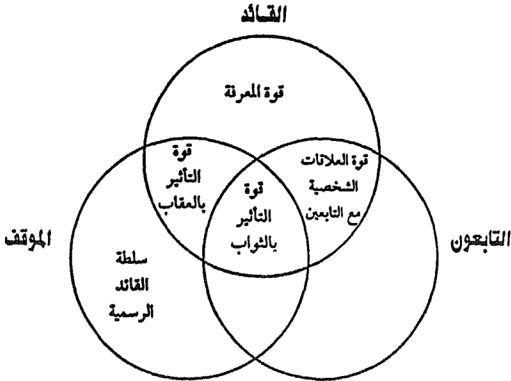 القائد
قوة المعرفة
قوة
التأثير
بالعقاب
قوة
التأثير
بالثواب
قوة العلاقات
الشخصية
مع التابعين
الموقف
سلطة
القائد
الرسمية
التابعون